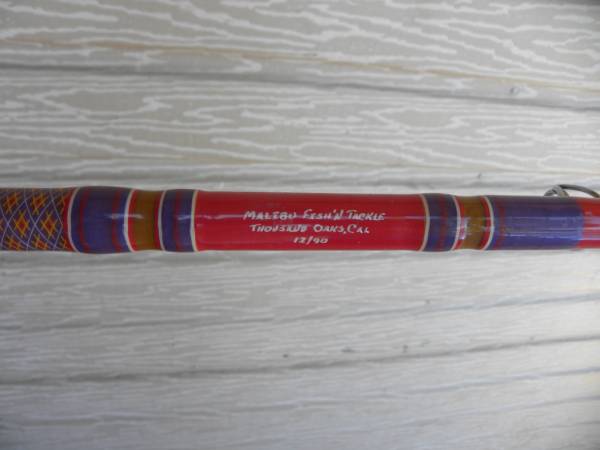 Malibu Fish 'N Tackle
Thousand Oaks, Cal
12/90